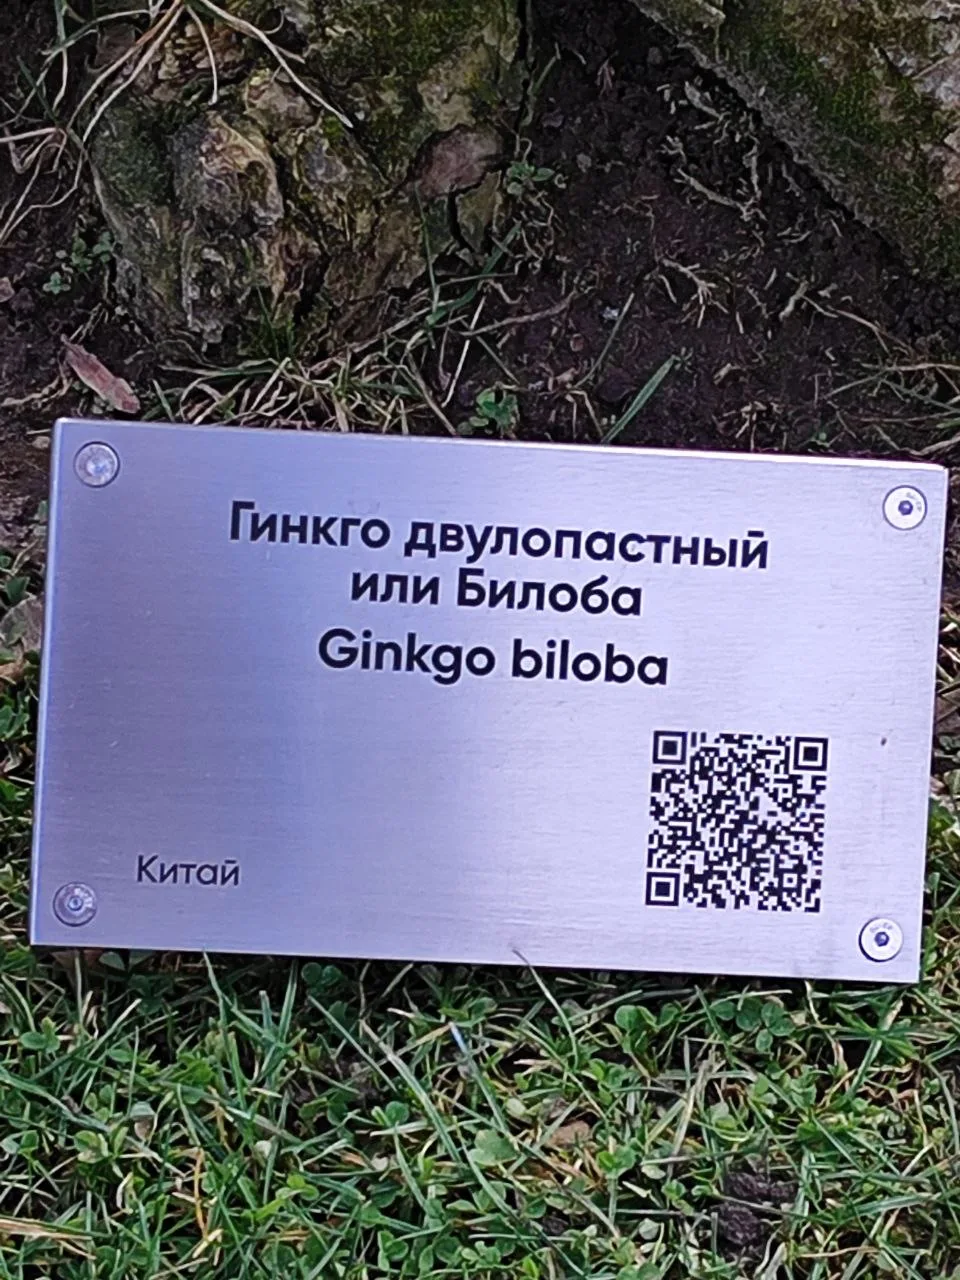 Гинкго двулопастный
или Билоба
Ginkgo biloba
Китай